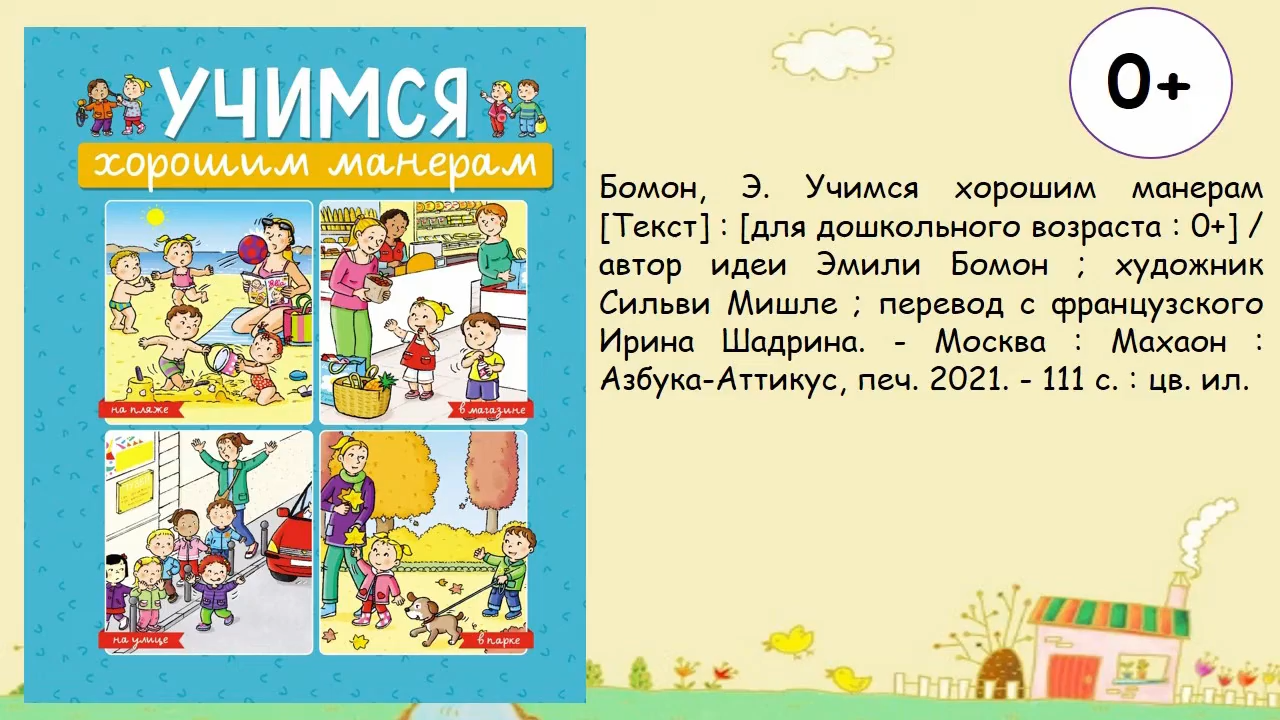 УЧИМСЯ
хорошим манерам
на пляже
в магазине
на улице
в парке
0+
Бомон, Э. Учимся хорошим манерам
[Текст] : [для дошкольного возраста : 0+] /
автор идеи Эмили Бомон ; художник
Сильви Мишле ; перевод с французского
Ирина Шадрина. - Москва : Махаон :
Азбука-Аттикус, печ. 2021. - 111 с. : цв. ил.